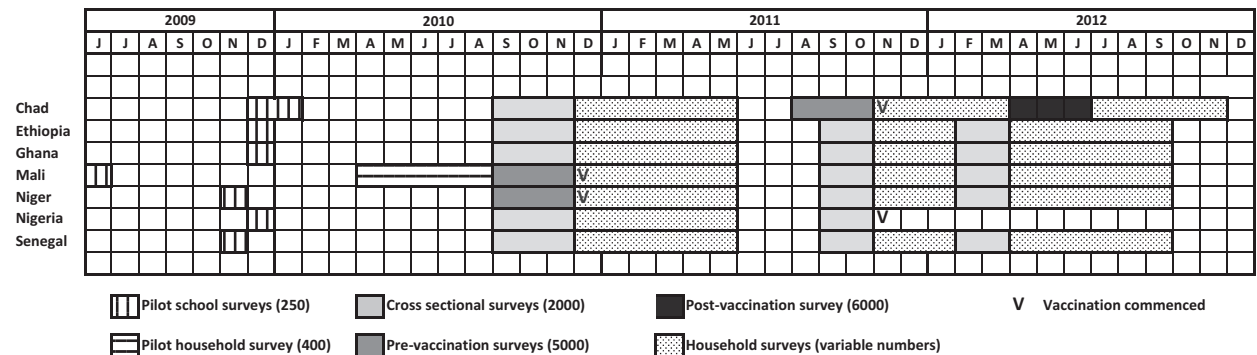 2009 2010 2011 2012
J J A S O N D J F M A M J J A S O N D J F M A M J J A S O N D J F M A M J J A S O N D
Chad V
Ethiopia
Ghana
Mali V
Niger V
Nigeria V
Senegal
Pilot school surveys (250) Cross sectional surveys (2000) Post-vaccination survey (6000) V Vaccination commenced
Pilot household survey (400) Pre-vaccination surveys (5000) Household surveys (variable numbers)